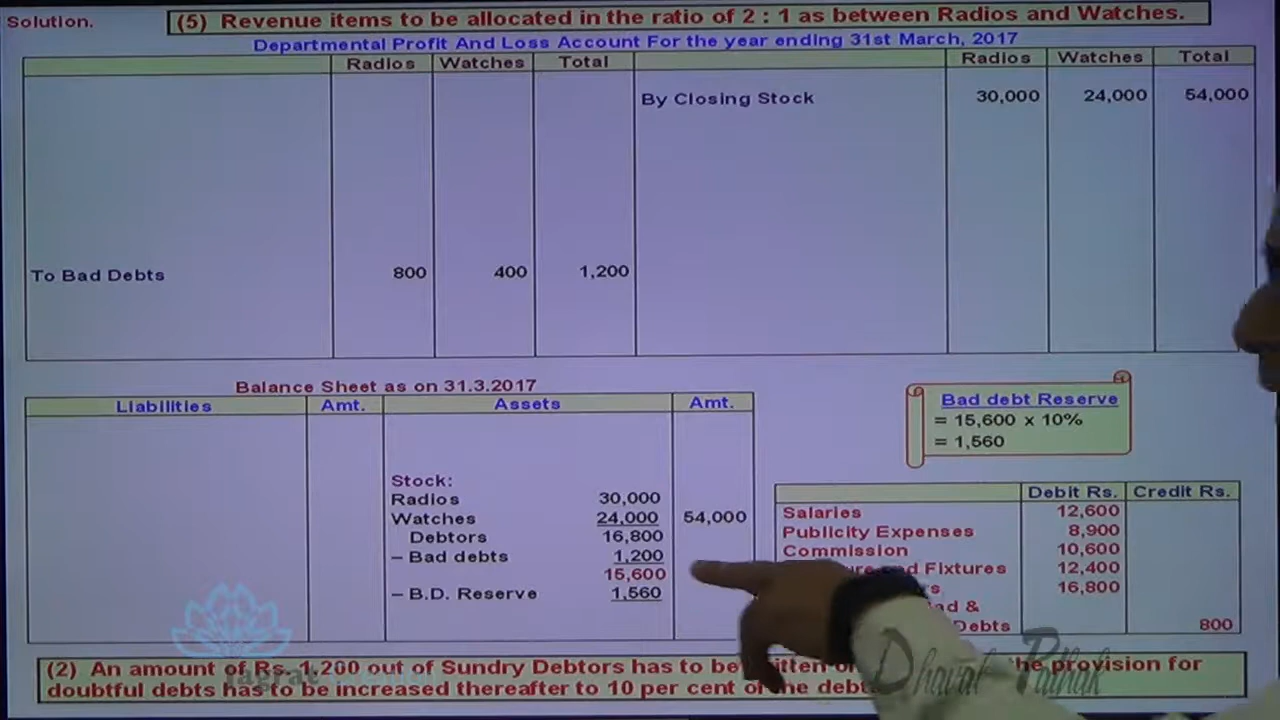 Solution.
(5) Revenue items to be allocated in the ratio of 2 : 1 as between Radios and Watches.
Departmental Profit And Loss Account For the year ending 31st March, 2017
Radios Watches Total Radios Watches Total
By Closing Stock 30,000 24,000 54,000
To Bad Debts 800 400 1,200
Balance Sheet as on 31.3.2017
Liabilities Amt. Assets Amt.
Stock:
Radios 30,000
Watches 24,000 54,000
Debtors 16,800
– Bad debts 1,200
15,600
– B.D. Reserve 1,560
Bad debt Reserve
= 15,600 x 10%
= 1,560
Debit Rs. Credit Rs.
Salaries 12,600
Publicity Expenses 8,900
Commission 10,600
and Fixtures 12,400
16,800
&
Debts 800
(2) An amount of Rs. 1,200 out of Sundry Debtors has to be the provision for
doubtful debts has to be increased thereafter to 10 per cent of the
Dhaval Pathak